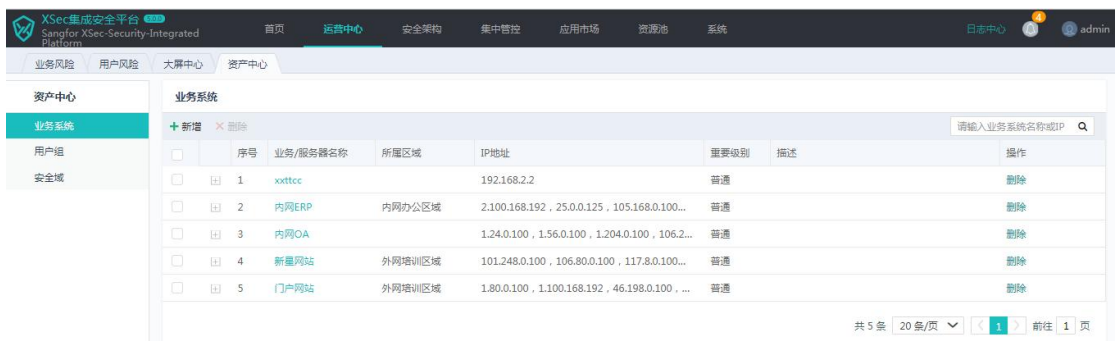 XSec集成安全平台 3.0.0
Sangfor XSec-Security-Integrated
Platform
首页 运营中心 安全架构 集中管控 应用市场 资源池 系统 日志中心 4 admin
业务风险 用户风险 大屏中心 资产中心
资产中心 业务系统
业务系统 新增 删除 请输入业务系统名称或IP
用户组 序号 业务/服务器名称 所属区域 IP地址 重要级别 描述 操作
安全域 1 xxttcc 192.168.2.2 普通 删除
2 内网ERP 内网办公区域 2.100.168.192 , 25.0.0.125 , 105.168.0.100... 普通 删除
3 内网OA 1.24.0.100 , 1.56.0.100 , 1.204.0.100 , 106.2... 普通 删除
4 新星网站 外网培训区域 101.248.0.100 , 106.80.0.100 , 117.8.0.100... 普通 删除
5 门户网站 外网培训区域 1.80.0.100 , 1.100.168.192 , 46.198.0.100 , ... 普通 删除
共 5 条 20 条/页 1 前往 1 页